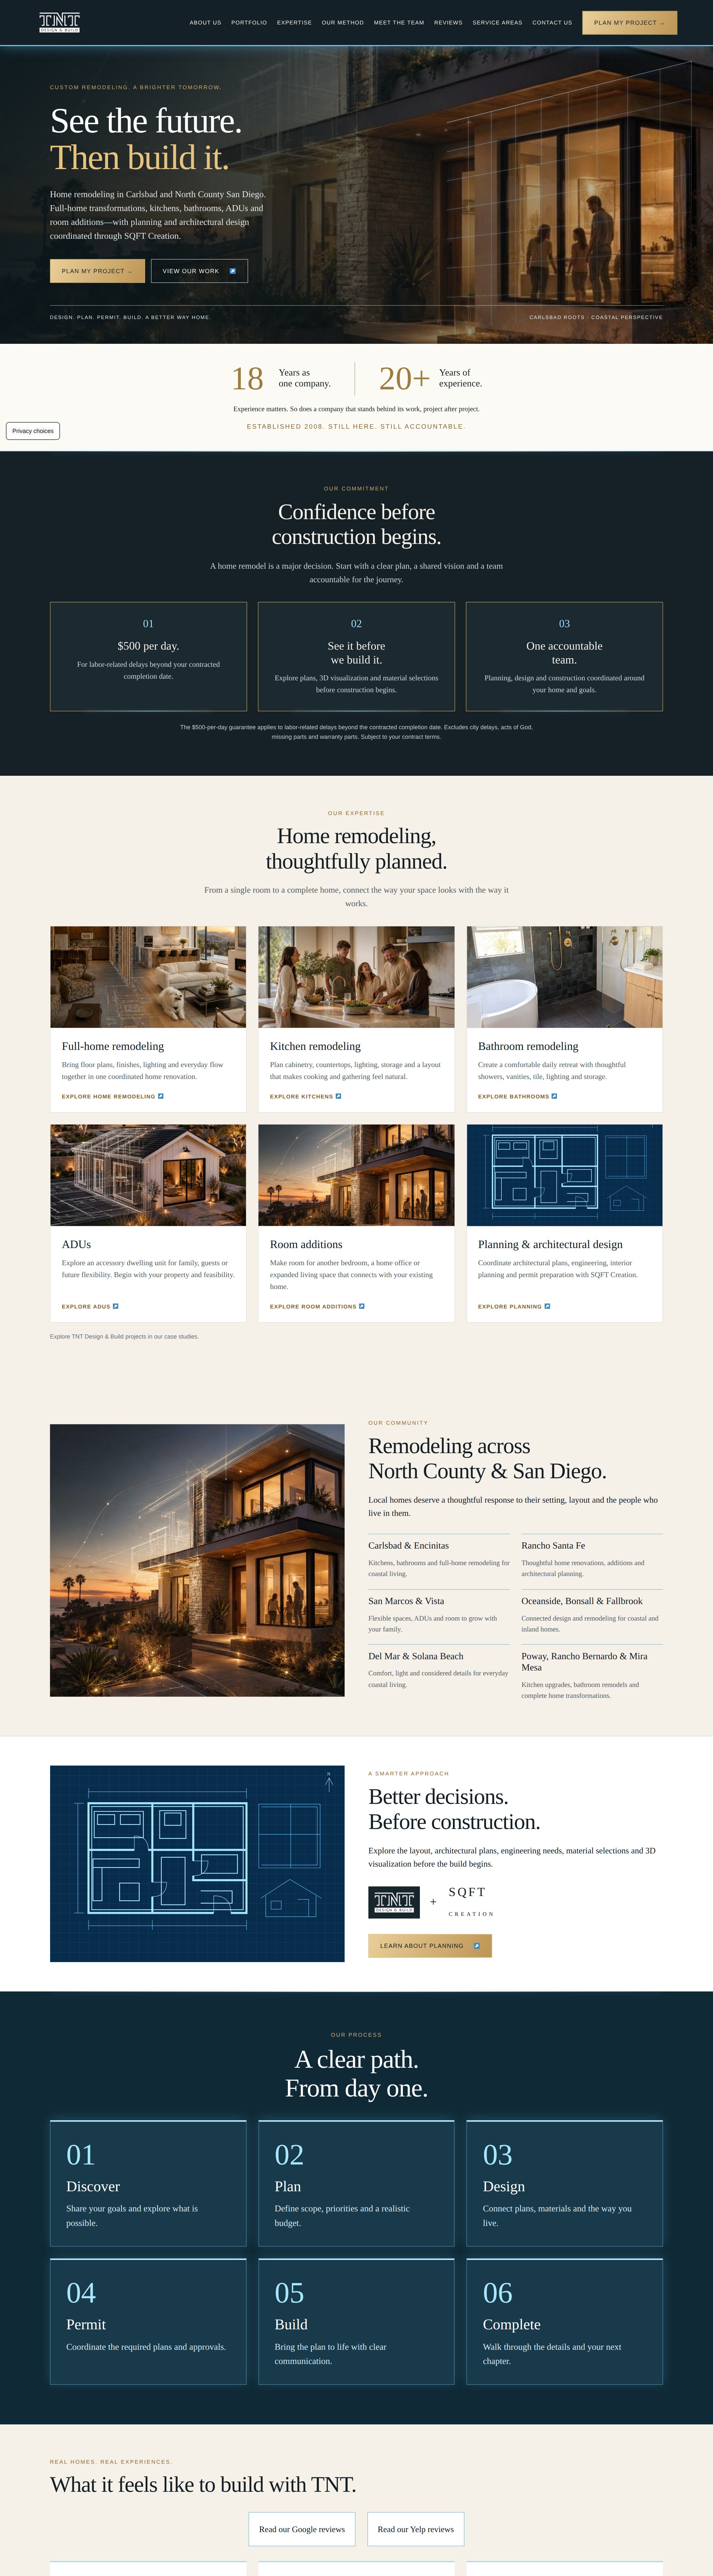 TNT
DESIGN & BUILD
ABOUT US
PORTFOLIO
EXPERTISE
OUR METHOD
MEET THE TEAM
REVIEWS
SERVICE AREAS
CONTACT US
PLAN MY PROJECT →
CUSTOM REMODELING. A BRIGHTER TOMORROW.
See the future.
Then build it.
Home remodeling in Carlsbad and North County San Diego.
Full-home transformations, kitchens, bathrooms, ADUs and
room additions—with planning and architectural design
coordinated through SQFT Creation.
PLAN MY PROJECT →
VIEW OUR WORK ↗
DESIGN. PLAN. PERMIT. BUILD. A BETTER WAY HOME.
CARLSBAD ROOTS · COASTAL PERSPECTIVE
18
Years as
one company.
20+
Years of
experience.
Experience matters. So does a company that stands behind its work, project after project.
ESTABLISHED 2008. STILL HERE. STILL ACCOUNTABLE.
Privacy choices
OUR COMMITMENT
Confidence before
construction begins.
A home remodel is a major decision. Start with a clear plan, a shared vision and a team
accountable for the journey.
01
$500 per day.
For labor-related delays beyond your contracted
completion date.
02
See it before
we build it.
Explore plans, 3D visualization and material selections
before construction begins.
03
One accountable
team.
Planning, design and construction coordinated around
your home and goals.
The $500-per-day guarantee applies to labor-related delays beyond the contracted completion date. Excludes city delays, acts of God,
missing parts and warranty parts. Subject to your contract terms.
OUR EXPERTISE
Home remodeling,
thoughtfully planned.
From a single room to a complete home, connect the way your space looks with the way it
works.
Full-home remodeling
Bring floor plans, finishes, lighting and everyday flow
together in one coordinated home renovation.
EXPLORE HOME REMODELING ↗
Kitchen remodeling
Plan cabinetry, countertops, lighting, storage and a layout
that makes cooking and gathering feel natural.
EXPLORE KITCHENS ↗
Bathroom remodeling
Create a comfortable daily retreat with thoughtful
showers, vanities, tile, lighting and storage.
EXPLORE BATHROOMS ↗
ADUs
Explore an accessory dwelling unit for family, guests or
future flexibility. Begin with your property and feasibility.
EXPLORE ADUS ↗
Room additions
Make room for another bedroom, a home office or
expanded living space that connects with your existing
home.
EXPLORE ROOM ADDITIONS ↗
Planning & architectural design
Coordinate architectural plans, engineering, interior
planning and permit preparation with SQFT Creation.
EXPLORE PLANNING ↗
Explore TNT Design & Build projects in our case studies.
OUR COMMUNITY
Remodeling across
North County & San Diego.
Local homes deserve a thoughtful response to their setting, layout and the people who
live in them.
Carlsbad & Encinitas
Kitchens, bathrooms and full-home remodeling for
coastal living.
Rancho Santa Fe
Thoughtful home renovations, additions and
architectural planning.
San Marcos & Vista
Flexible spaces, ADUs and room to grow with
your family.
Oceanside, Bonsall & Fallbrook
Connected design and remodeling for coastal and
inland homes.
Del Mar & Solana Beach
Comfort, light and considered details for everyday
coastal living.
Poway, Rancho Bernardo & Mira
Mesa
Kitchen upgrades, bathroom remodels and
complete home transformations.
N
A SMARTER APPROACH
Better decisions.
Before construction.
Explore the layout, architectural plans, engineering needs, material selections and 3D
visualization before the build begins.
TNT
DESIGN & BUILD
+
SQFT
CREATION
LEARN ABOUT PLANNING ↗
OUR PROCESS
A clear path.
From day one.
01
Discover
Share your goals and explore what is
possible.
02
Plan
Define scope, priorities and a realistic
budget.
03
Design
Connect plans, materials and the way you
live.
04
Permit
Coordinate the required plans and approvals.
05
Build
Bring the plan to life with clear
communication.
06
Complete
Walk through the details and your next
chapter.
REAL HOMES. REAL EXPERIENCES.
What it feels like to build with TNT.
Read our Google reviews
Read our Yelp reviews